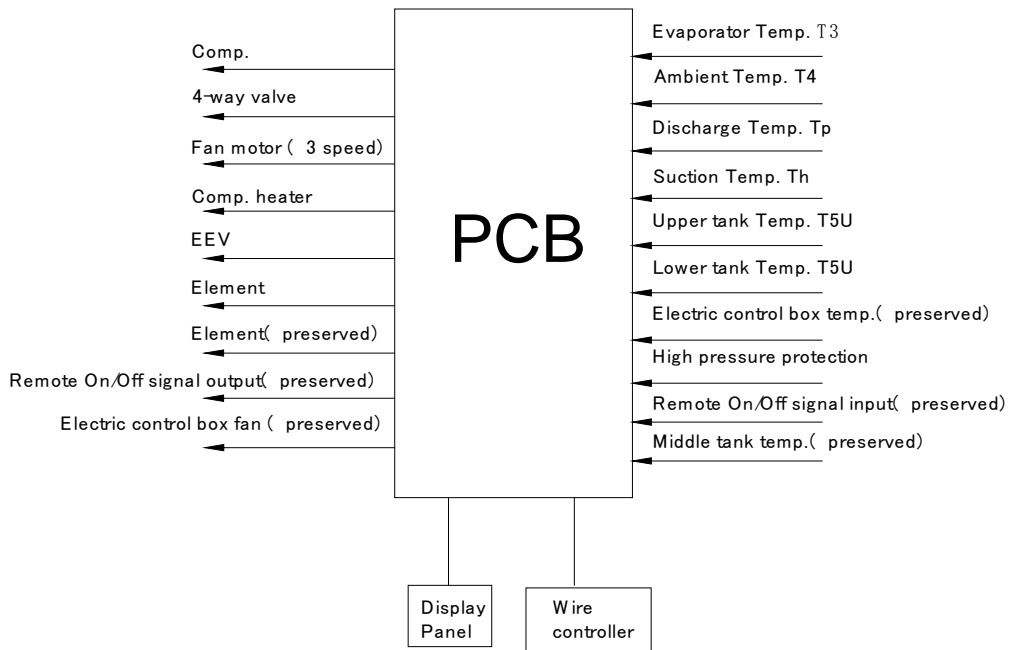 Comp.
4-way valve
Fan motor ( 3 speed)
Comp. heater
EEV
Element
Element( preserved)
Remote On/Off signal output( preserved)
Electric control box fan ( preserved)
PCB
Evaporator Temp. T3
Ambient Temp. T4
Discharge Temp. Tp
Suction Temp. Th
Upper tank Temp. T5U
Lower tank Temp. T5U
Electric control box temp.( preserved)
High pressure protection
Remote On/Off signal input( preserved)
Middle tank temp.( preserved)
Display
Panel
Wire
controller